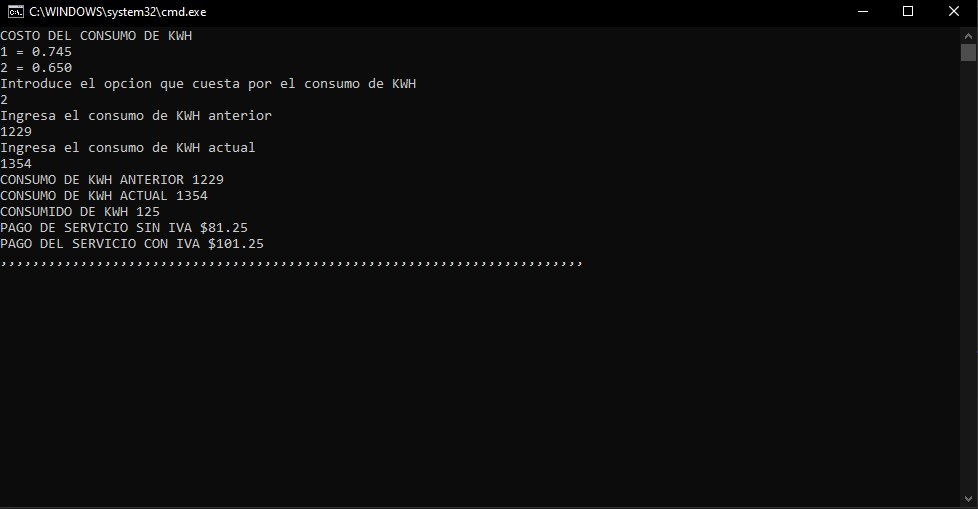 C:\WINDOWS\system32\cmd.exe
COSTO DEL CONSUMO DE KWH
1 = 0.745
2 = 0.650
Introduce el opcion que cuesta por el consumo de KWH
2
Ingresa el consumo de KWH anterior
1229
Ingresa el consumo de KWH actual
1354
CONSUMO DE KWH ANTERIOR 1229
CONSUMO DE KWH ACTUAL 1354
CONSUMIDO DE KWH 125
PAGO DE SERVICIO SIN IVA $81.25
PAGO DEL SERVICIO CON IVA $101.25
,,,,,,,,,,,,,,,,,,,,,,,,,,,,,,,,,,,,,,,,,,,,,,,,,,,,,,,,,,,,,,,,,,,,,,,,,